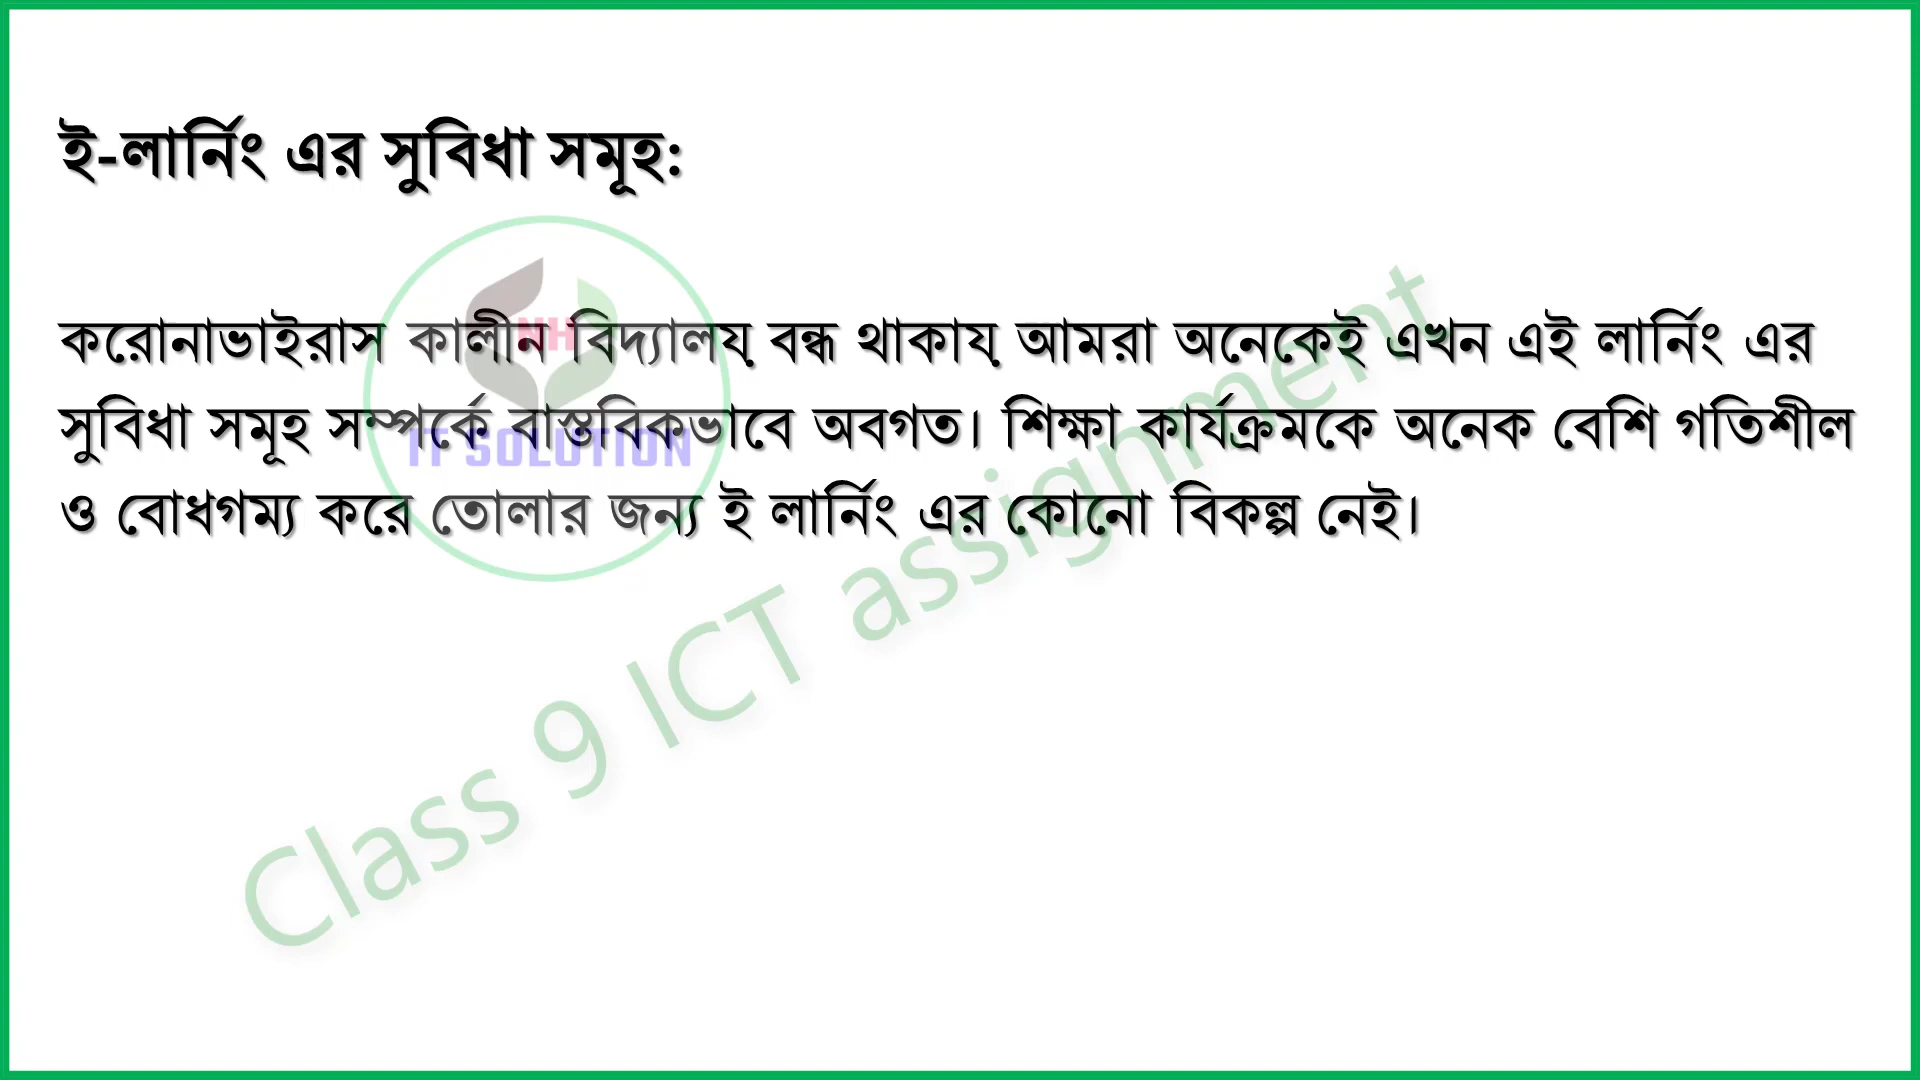 ই-লার্নিং এর সুবিধা সমূহ:
করোনাভাইরাস কালীন বিদ্যালয় বন্ধ থাকায় আমরা অনেকেই এখন এই লার্নিং এর
সুবিধা সমূহ সম্পর্কে বাস্তবিকভাবে অবগত। শিক্ষা কার্যক্রমকে অনেক বেশি গতিশীল
ও বোধগম্য করে তোলার জন্য ই লার্নিং এর কোনো বিকল্প নেই।
NH
IT SOLUTION
Class 9 ICT assignment